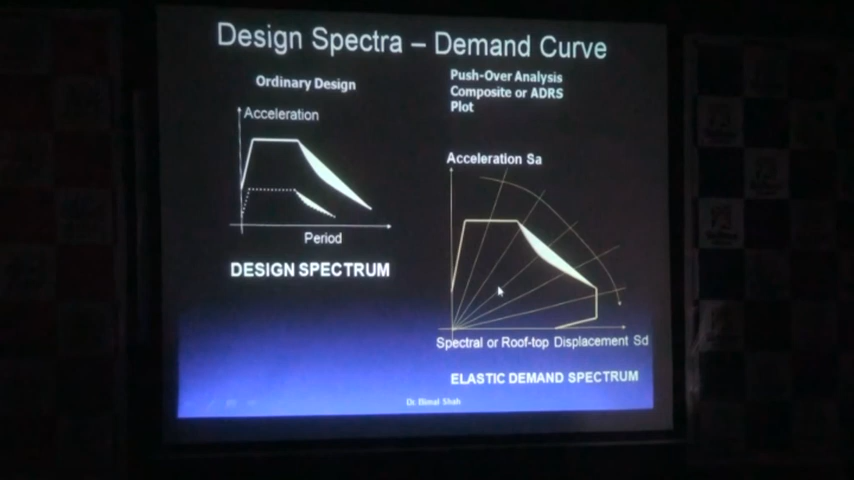 Design Spectra – Demand Curve
Ordinary Design
Acceleration
Period
DESIGN SPECTRUM
Push-Over Analysis
Composite or ADRS
Plot
Acceleration Sa
Spectral or Roof-top Displacement Sd
ELASTIC DEMAND SPECTRUM
Dr. Bimal Shah